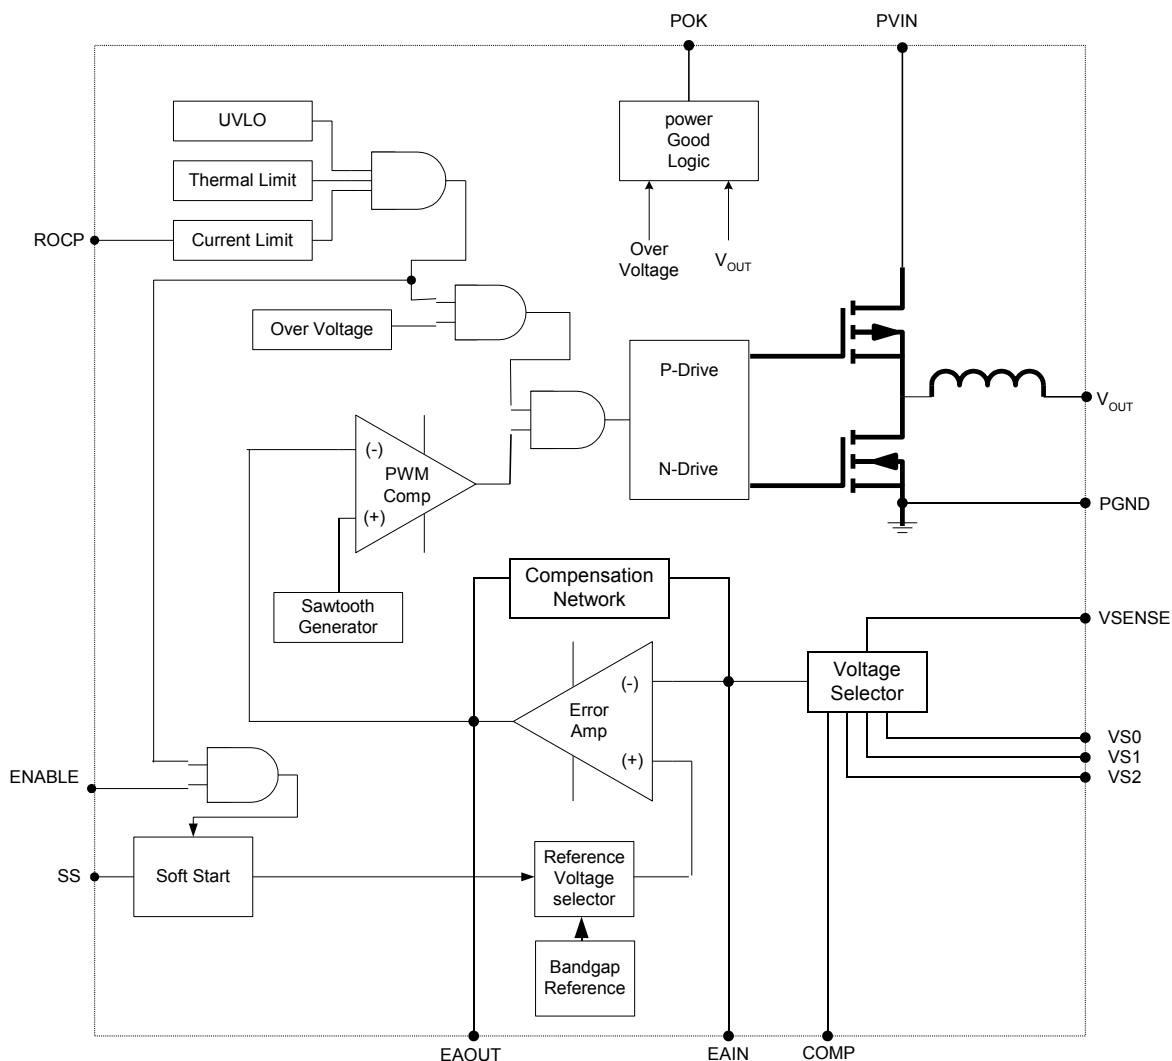 POK
PVIN
UVLO
Thermal Limit
ROCP
Current Limit
power
Good
Logic
Over
Voltage
VOUT
Over Voltage
P-Drive
N-Drive
VOUT
(-)
PWM
Comp
(+)
PGND
Sawtooth
Generator
Compensation
Network
VSENSE
Voltage
Selector
(-)
Error
Amp
(+)
VS0
VS1
VS2
ENABLE
SS
Soft Start
Reference
Voltage
selector
Bandgap
Reference
EAOUT
EAIN
COMP